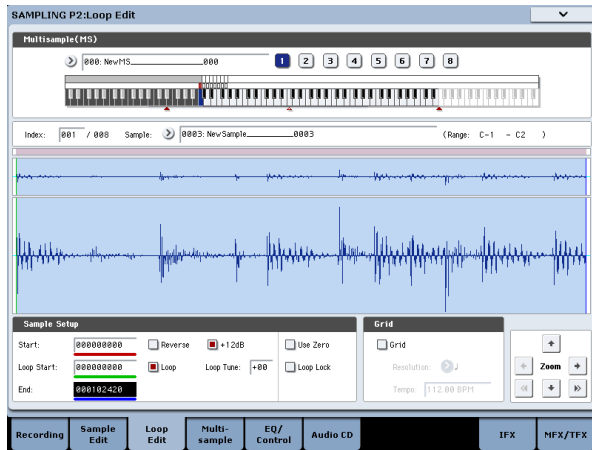 SAMPLING P2:Loop Edit
Multisample(MS)
000: NewMS______________000
1 2 3 4 5 6 7 8
Index: 001 / 008 Sample: 0003: NewSample__________0003 (Range: C-1 - C2 )
Sample Setup
Start: 000000000 Reverse +12dB Use Zero
Loop Start: 000000000 Loop Loop Tune: +00 Loop Lock
End: 000102420
Grid
Grid
Resolution: ♩
Tempo: 112.00 BPM
Zoom
Recording
Sample Edit
Loop Edit
Multi-sample
EQ/Control
Audio CD
IFX
MFX/TFX